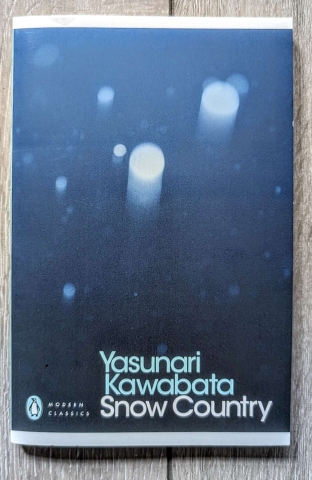 Yasunari
Kawabata
MODERN
CLASSICS
Snow Country